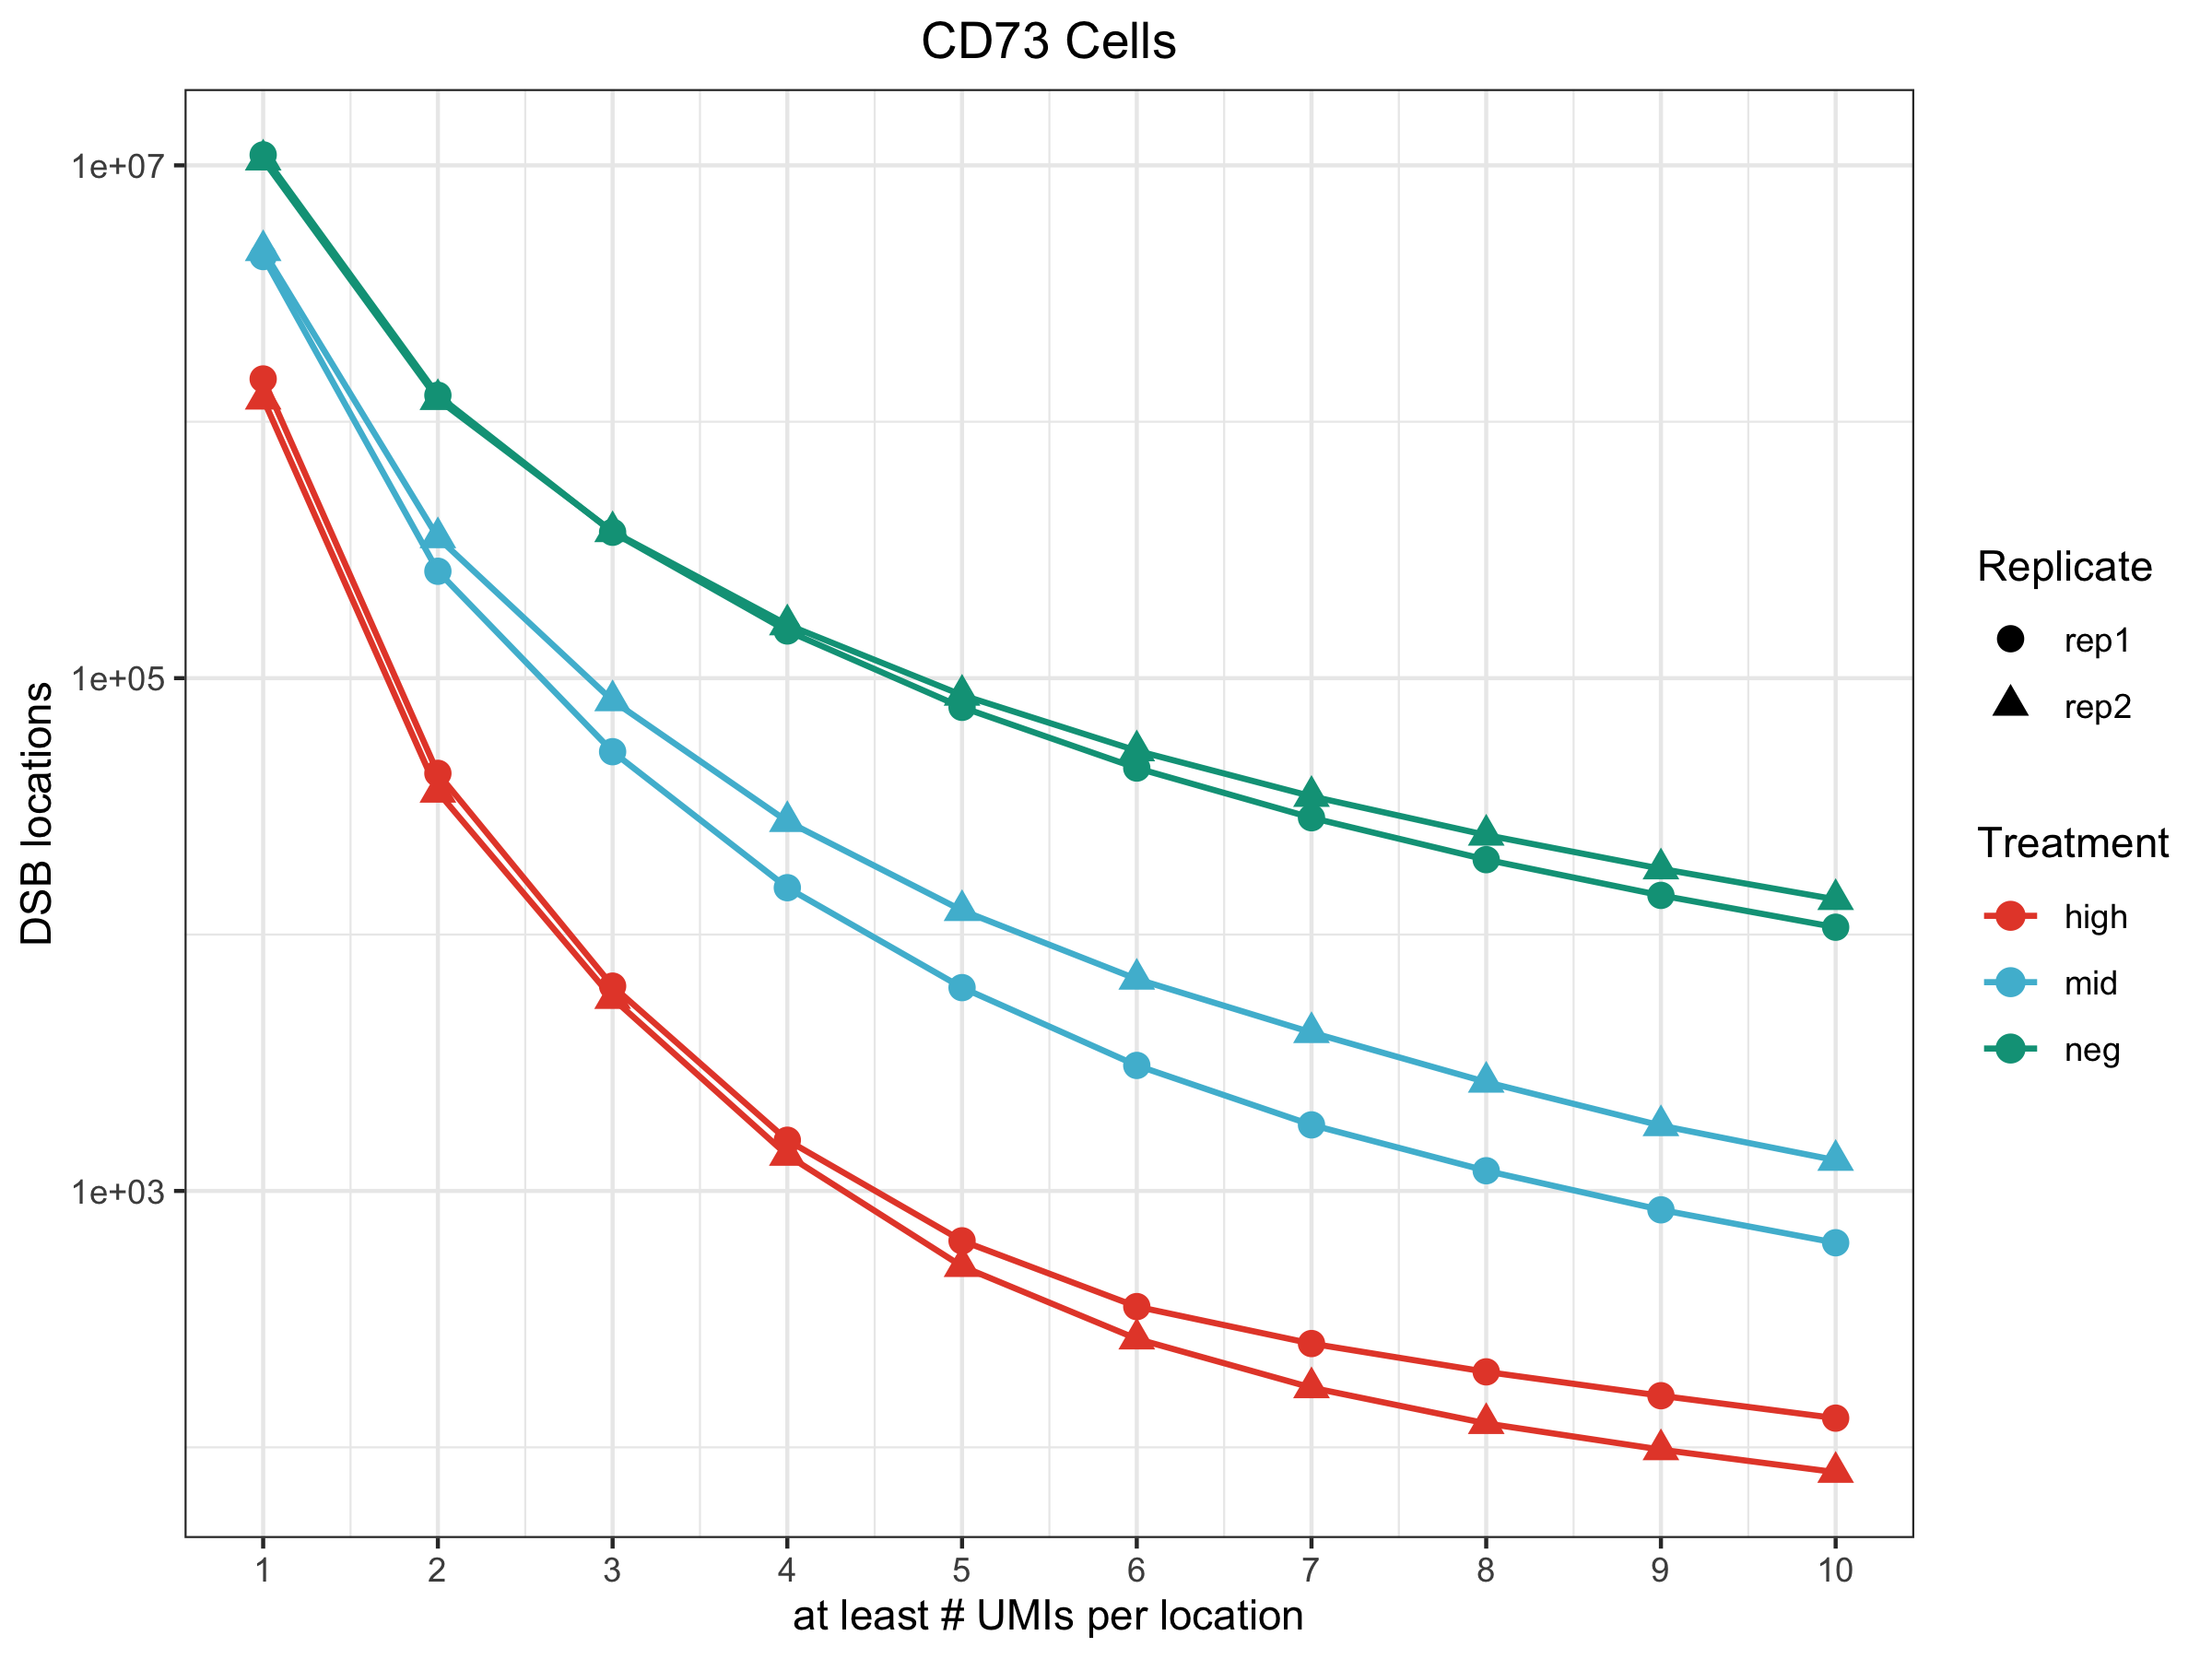 CD73 Cells
1e+07
1e+05
1e+03
DSB locations
1 2 3 4 5 6 7 8 9 10
at least # UMIs per location
Replicate
rep1
rep2
Treatment
high
mid
neg